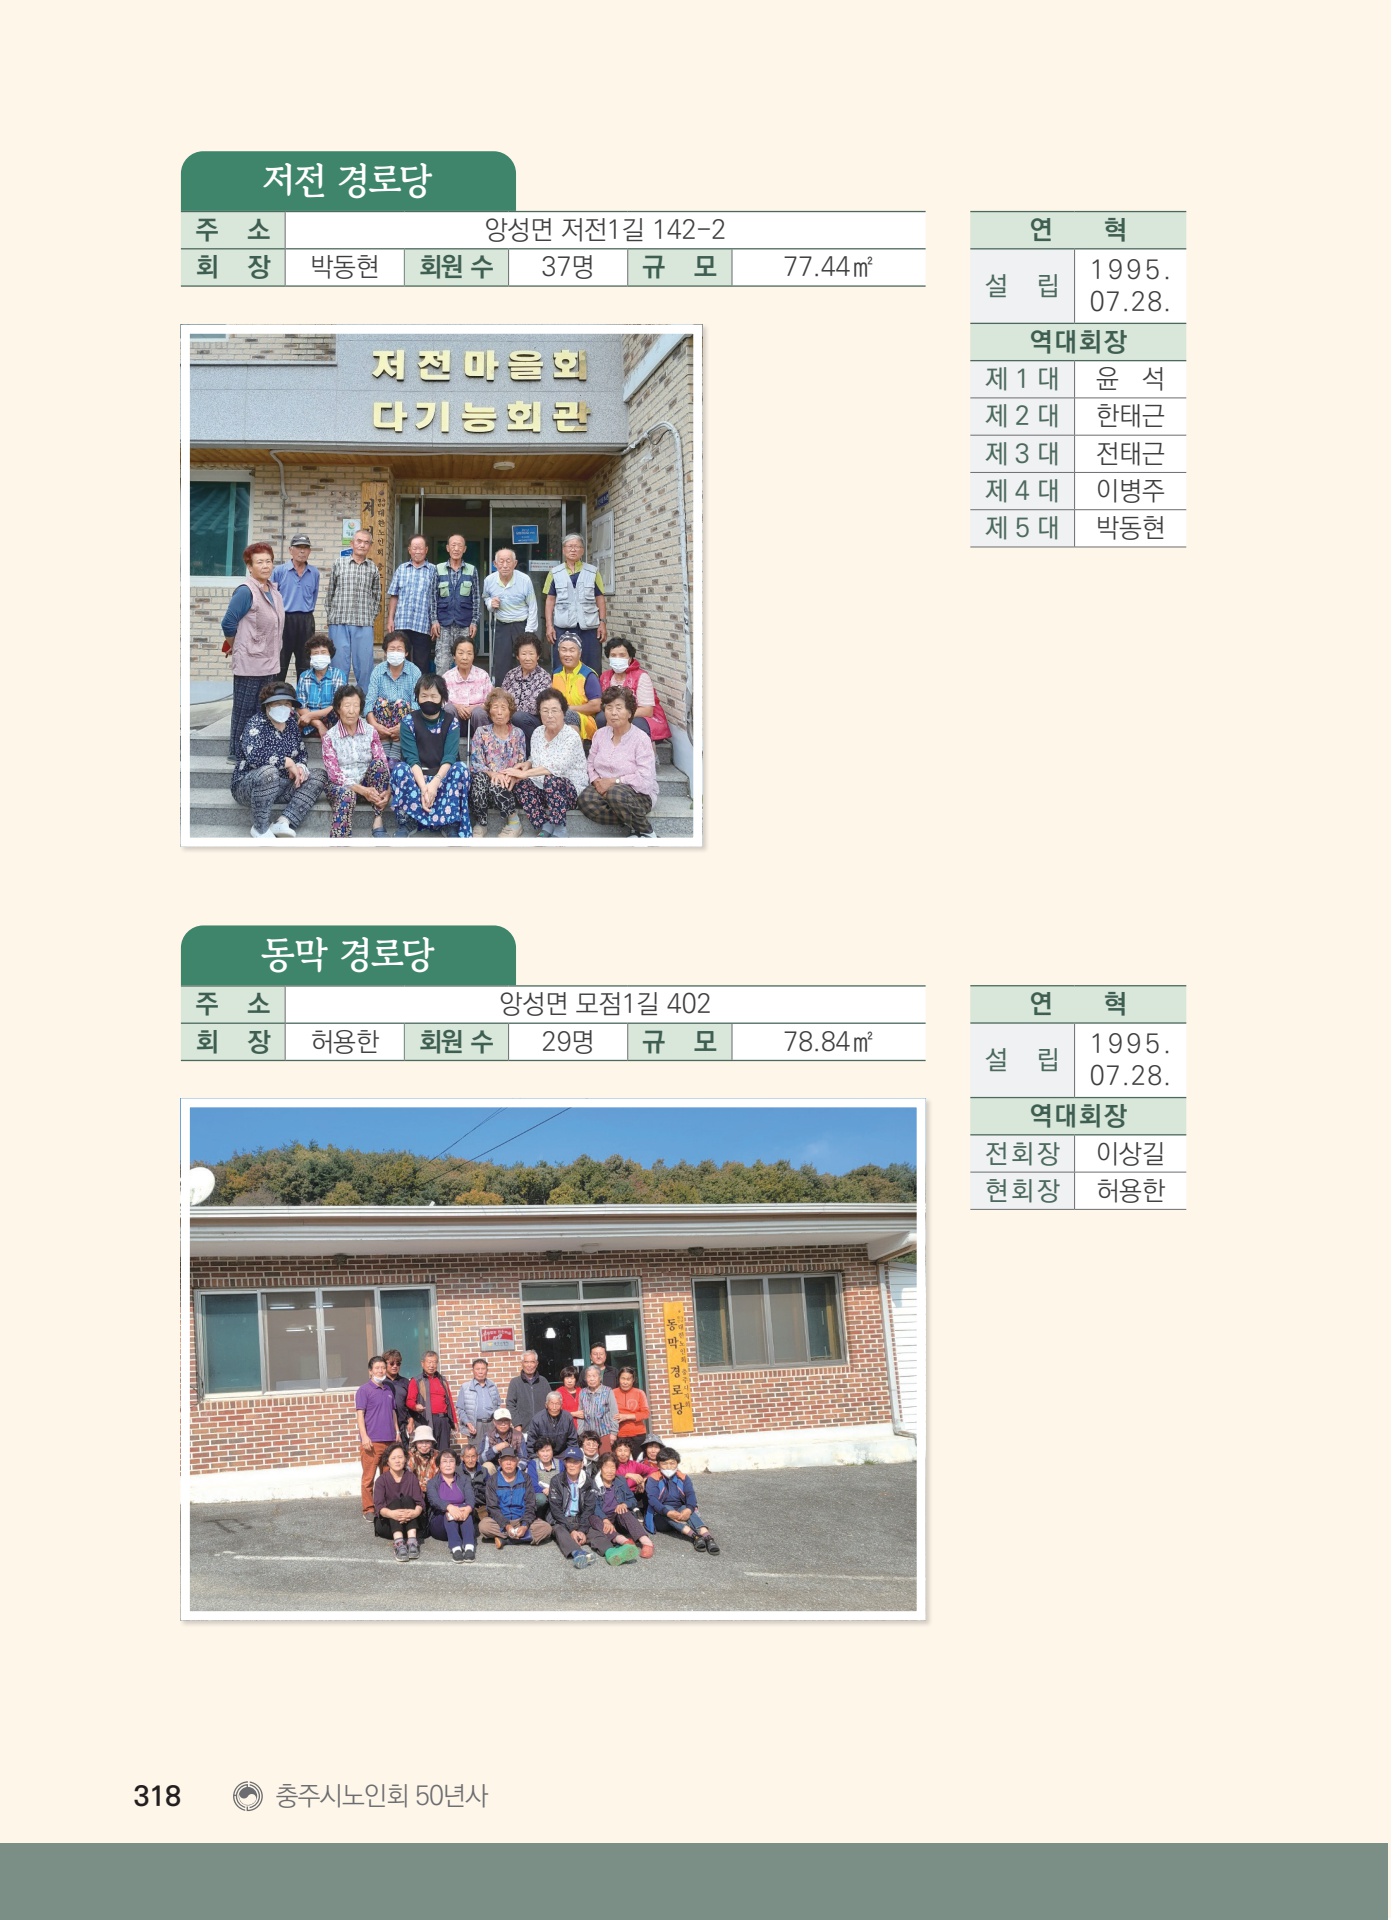 저전 경로당
주 소 앙성면 저전1길 142-2
회 장 박동현 회원 수 37명 규 모 77.44㎡
연 혁
설 립 1995.
07.28.
역대회장
제 1 대 윤 석
제 2 대 한태근
제 3 대 전태근
제 4 대 이병주
제 5 대 박동현
저전마을회
다기능회관
동막 경로당
주 소 앙성면 모점1길 402
회 장 허용한 회원 수 29명 규 모 78.84㎡
연 혁
설 립 1995.
07.28.
역대회장
전회장 이상길
현회장 허용한
동막경로당
318 충주시노인회 50년사